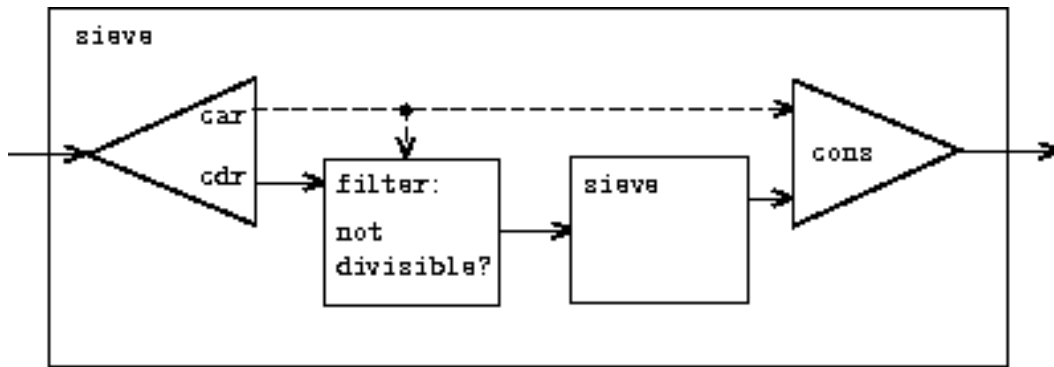 sieve
car
cdr
filter:
not
divisible?
sieve
cons